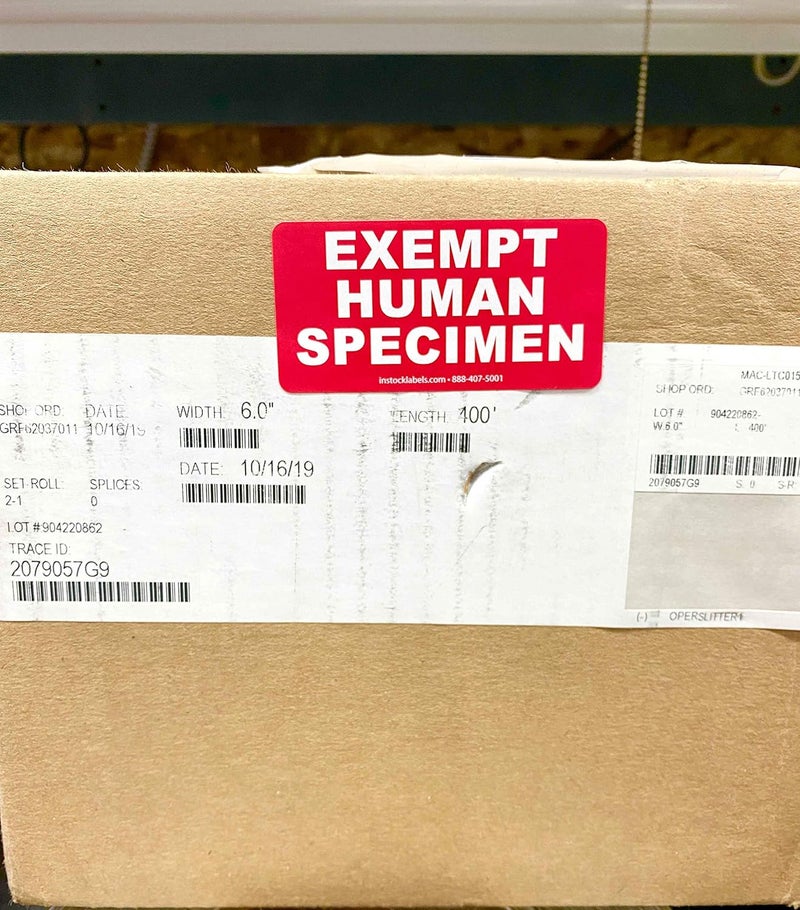 EXEMPT
HUMAN
SPECIMEN
instocklabels.com • 888-407-5001
SHOP ORD: DATE: WIDTH: 6.0" LENGTH: 400'
GRF62037011 10/16/19
DATE: 10/16/19
SET-ROLL: SPLICES:
2-1 0
LOT # 904220862 -
TRACE ID:
2079057G9
MAC-LTC015
SHOP ORD: GRF62037011
LOT # 904220862-
W 6.0" L 400'
2079057G9 S: 0 S-R:
(-) OPERSLITTER1